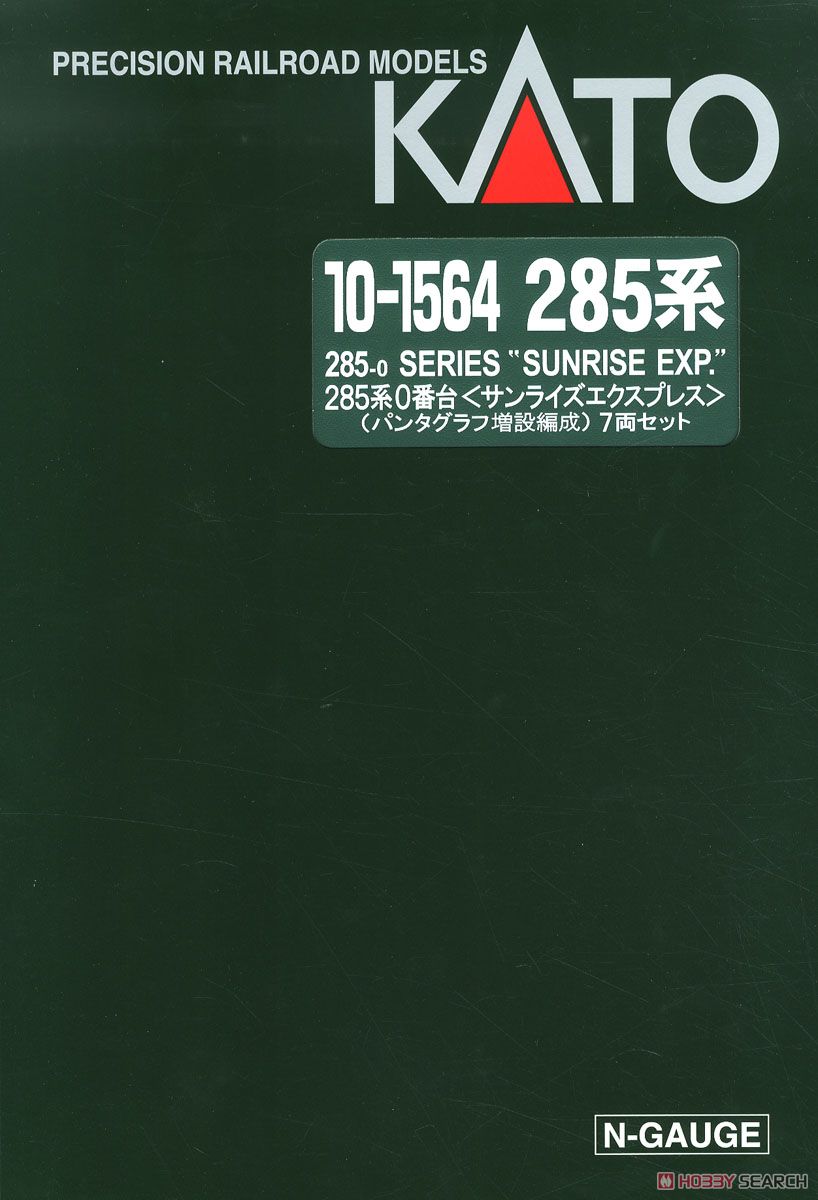 PRECISION RAILROAD MODELS
KATO
10-1564 285系
285-0 SERIES “SUNRISE EXP.”
285系0番台<サンライズエクスプレス>
(パンタグラフ増設編成) 7両セット
N-GAUGE
HOBBY SEARCH